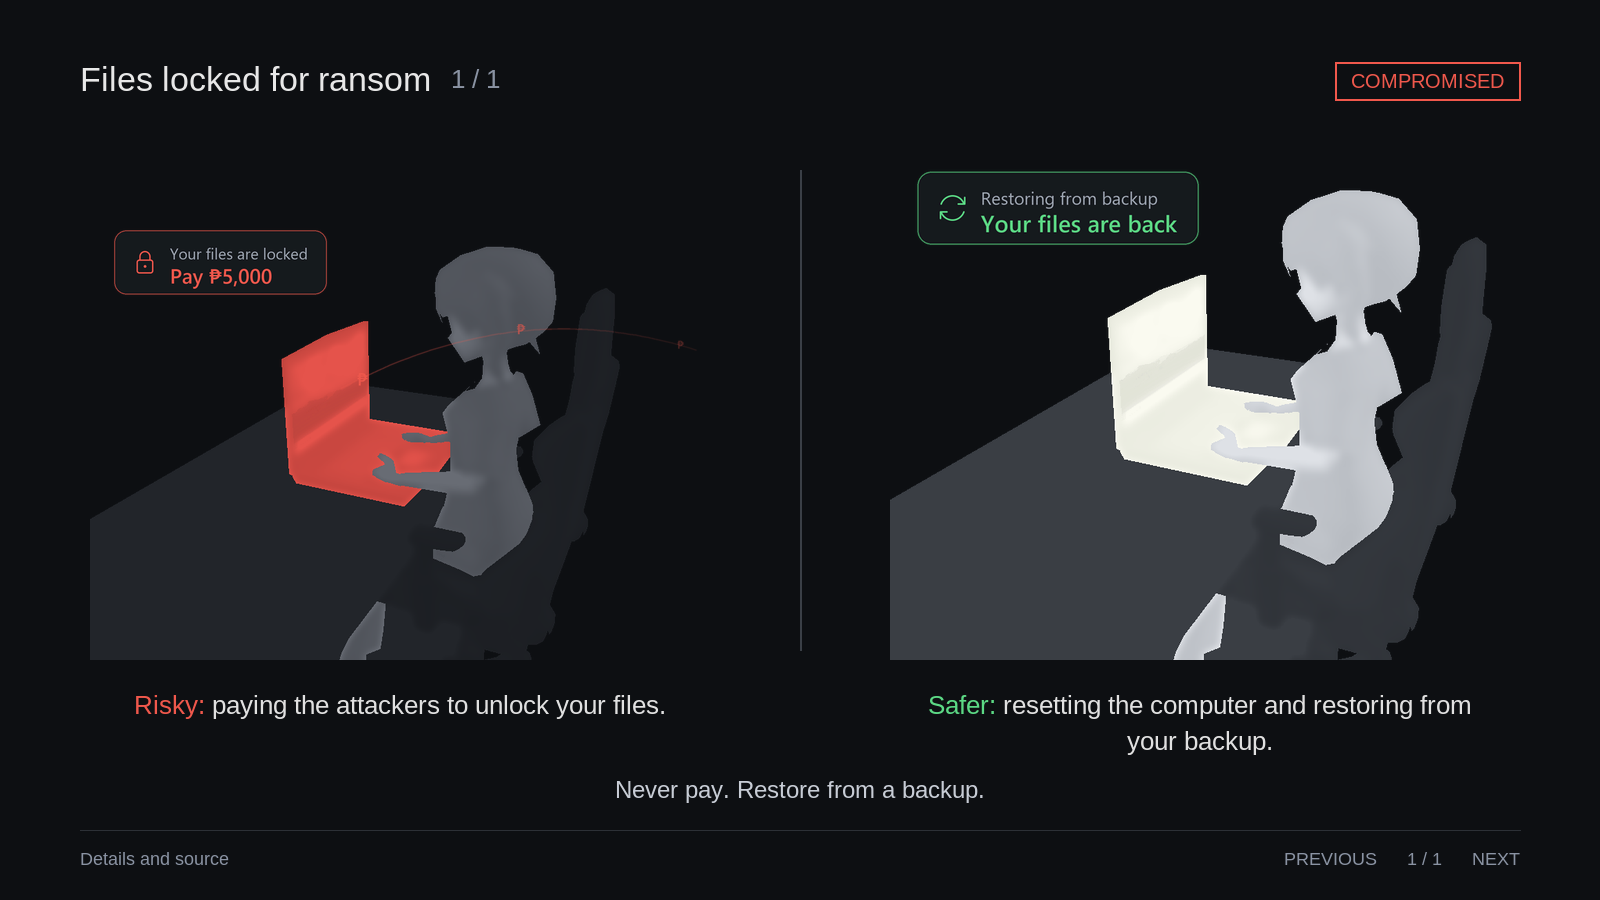 Files locked for ransom 1 / 1
COMPROMISED
Your files are locked
Pay ₱5,000
₱
₱
₱
Restoring from backup
Your files are back
Risky: paying the attackers to unlock your files.
Safer: resetting the computer and restoring from
your backup.
Never pay. Restore from a backup.
Details and source
PREVIOUS 1 / 1 NEXT